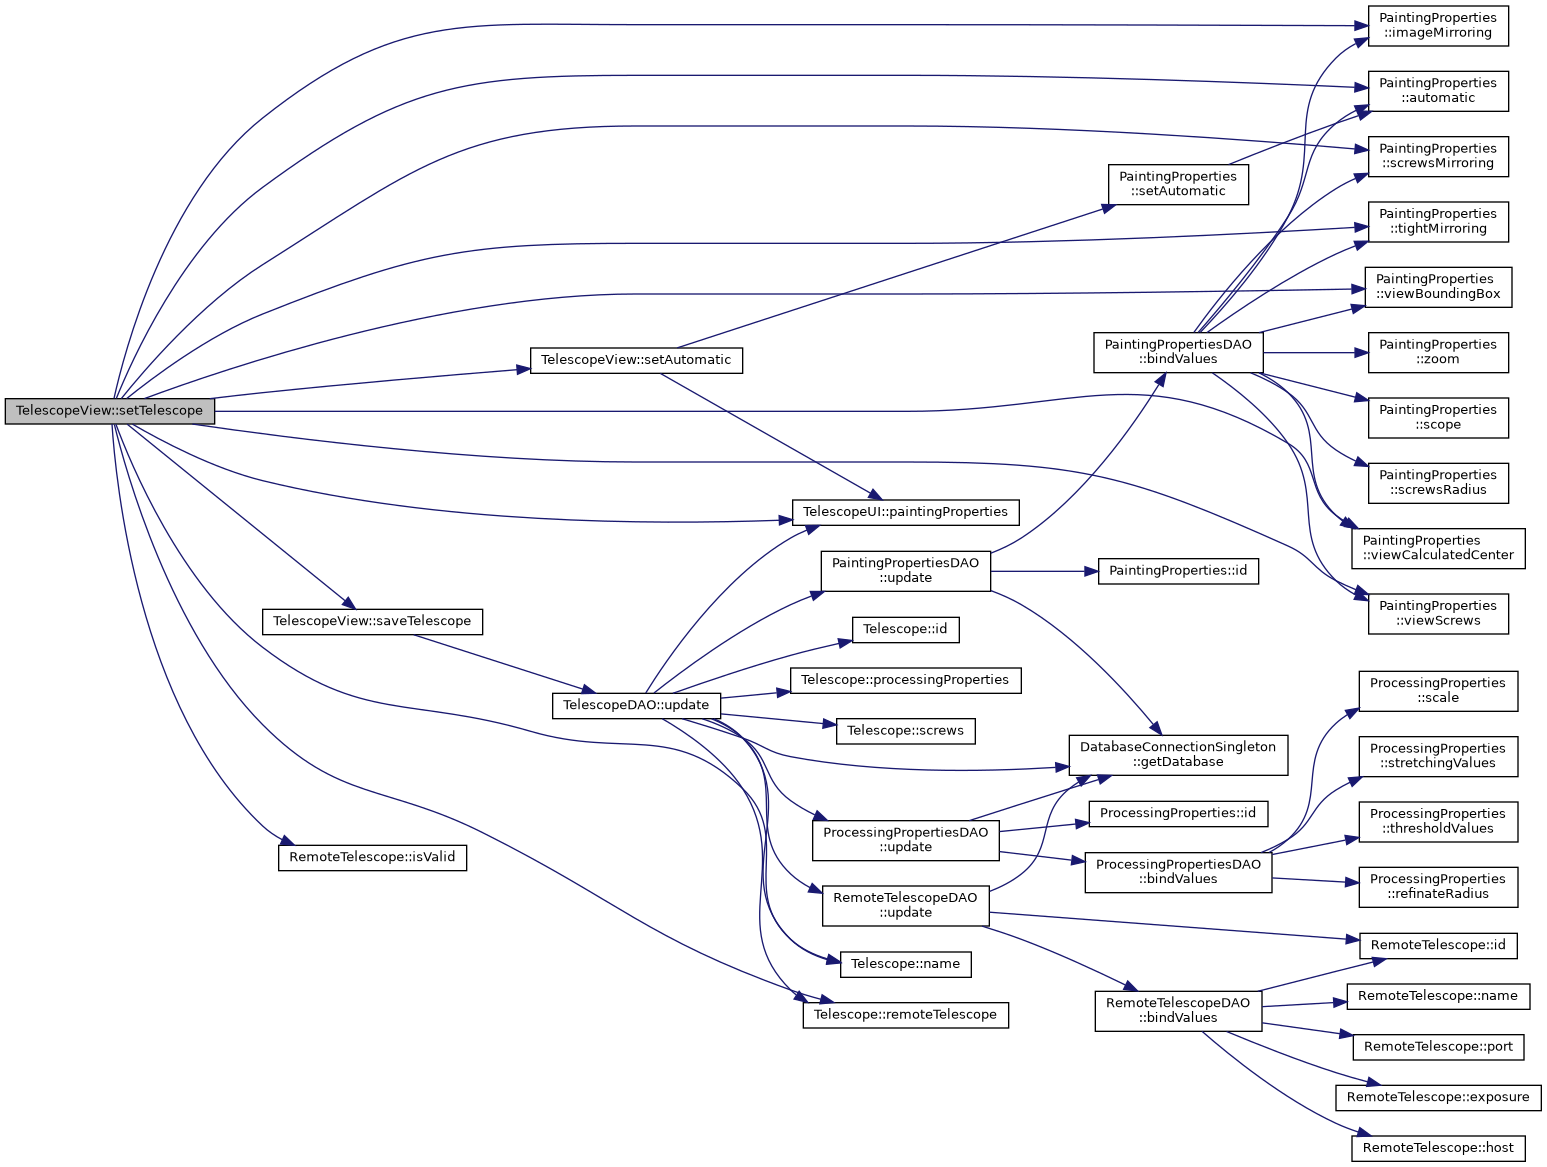 PaintingProperties
::imageMirroring
PaintingProperties
::automatic
PaintingProperties
::screwsMirroring
PaintingProperties
::setAutomatic
PaintingProperties
::tightMirroring
PaintingProperties
::viewBoundingBox
PaintingPropertiesDAO
::bindValues
PaintingProperties
::zoom
TelescopeView::setAutomatic
TelescopeView::setTelescope
PaintingProperties
::scope
PaintingProperties
::screwsRadius
TelescopeUI::paintingProperties
PaintingProperties
::viewCalculatedCenter
PaintingPropertiesDAO
::update
PaintingProperties::id
PaintingProperties
::viewScrews
TelescopeView::saveTelescope
Telescope::id
Telescope::processingProperties
ProcessingProperties
::scale
TelescopeDAO::update
Telescope::screws
DatabaseConnectionSingleton
::getDatabase
ProcessingProperties
::stretchingValues
ProcessingProperties::id
ProcessingProperties
::thresholdValues
ProcessingPropertiesDAO
::update
RemoteTelescope::isValid
ProcessingPropertiesDAO
::bindValues
ProcessingProperties
::refinateRadius
RemoteTelescopeDAO
::update
RemoteTelescope::id
Telescope::name
RemoteTelescope::name
Telescope::remoteTelescope
RemoteTelescopeDAO
::bindValues
RemoteTelescope::port
RemoteTelescope::exposure
RemoteTelescope::host